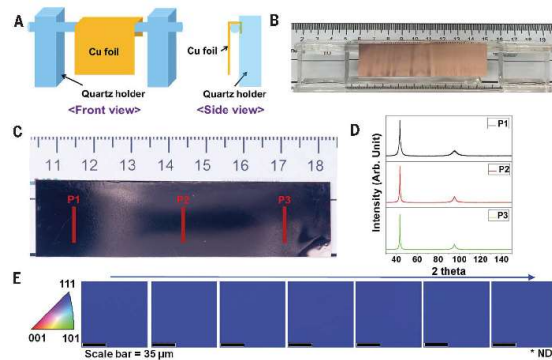 A
Cu foil
Cu foil
Quartz holder
Quartz holder
<Front view>
<Side view>
B
C
11 12 13 14 15 16 17 18
P1
P2
P3
D
P1
P2
P3
Intensity (Arb. Unit)
40 60 80 100 120 140
2 theta
E
111
001 101
Scale bar = 35 μm
* ND